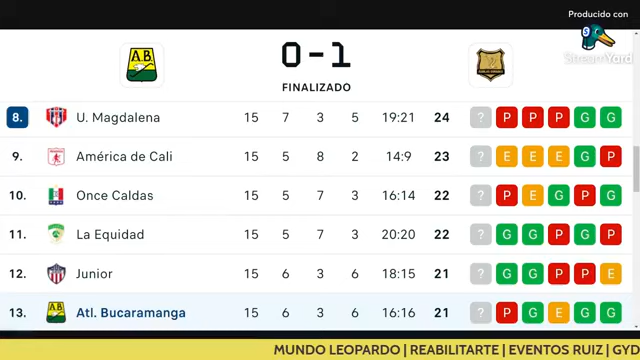 Producido con
StreamYard
A.B.
0-1
FINALIZADO
8. U. Magdalena 15 7 3 5 19:21 24 ? P P P G G
9. América de Cali 15 5 8 2 14:9 23 ? E E E G P
10. Once Caldas 15 5 7 3 16:14 22 ? P E G P G
11. La Equidad 15 5 7 3 20:20 22 ? G G P G P
12. Junior 15 6 3 6 18:15 21 ? G G P P E
13. Atl. Bucaramanga 15 6 3 6 16:16 21 ? P G E G G
MUNDO LEOPARDO | REABILITARTE | EVENTOS RUIZ | GYD